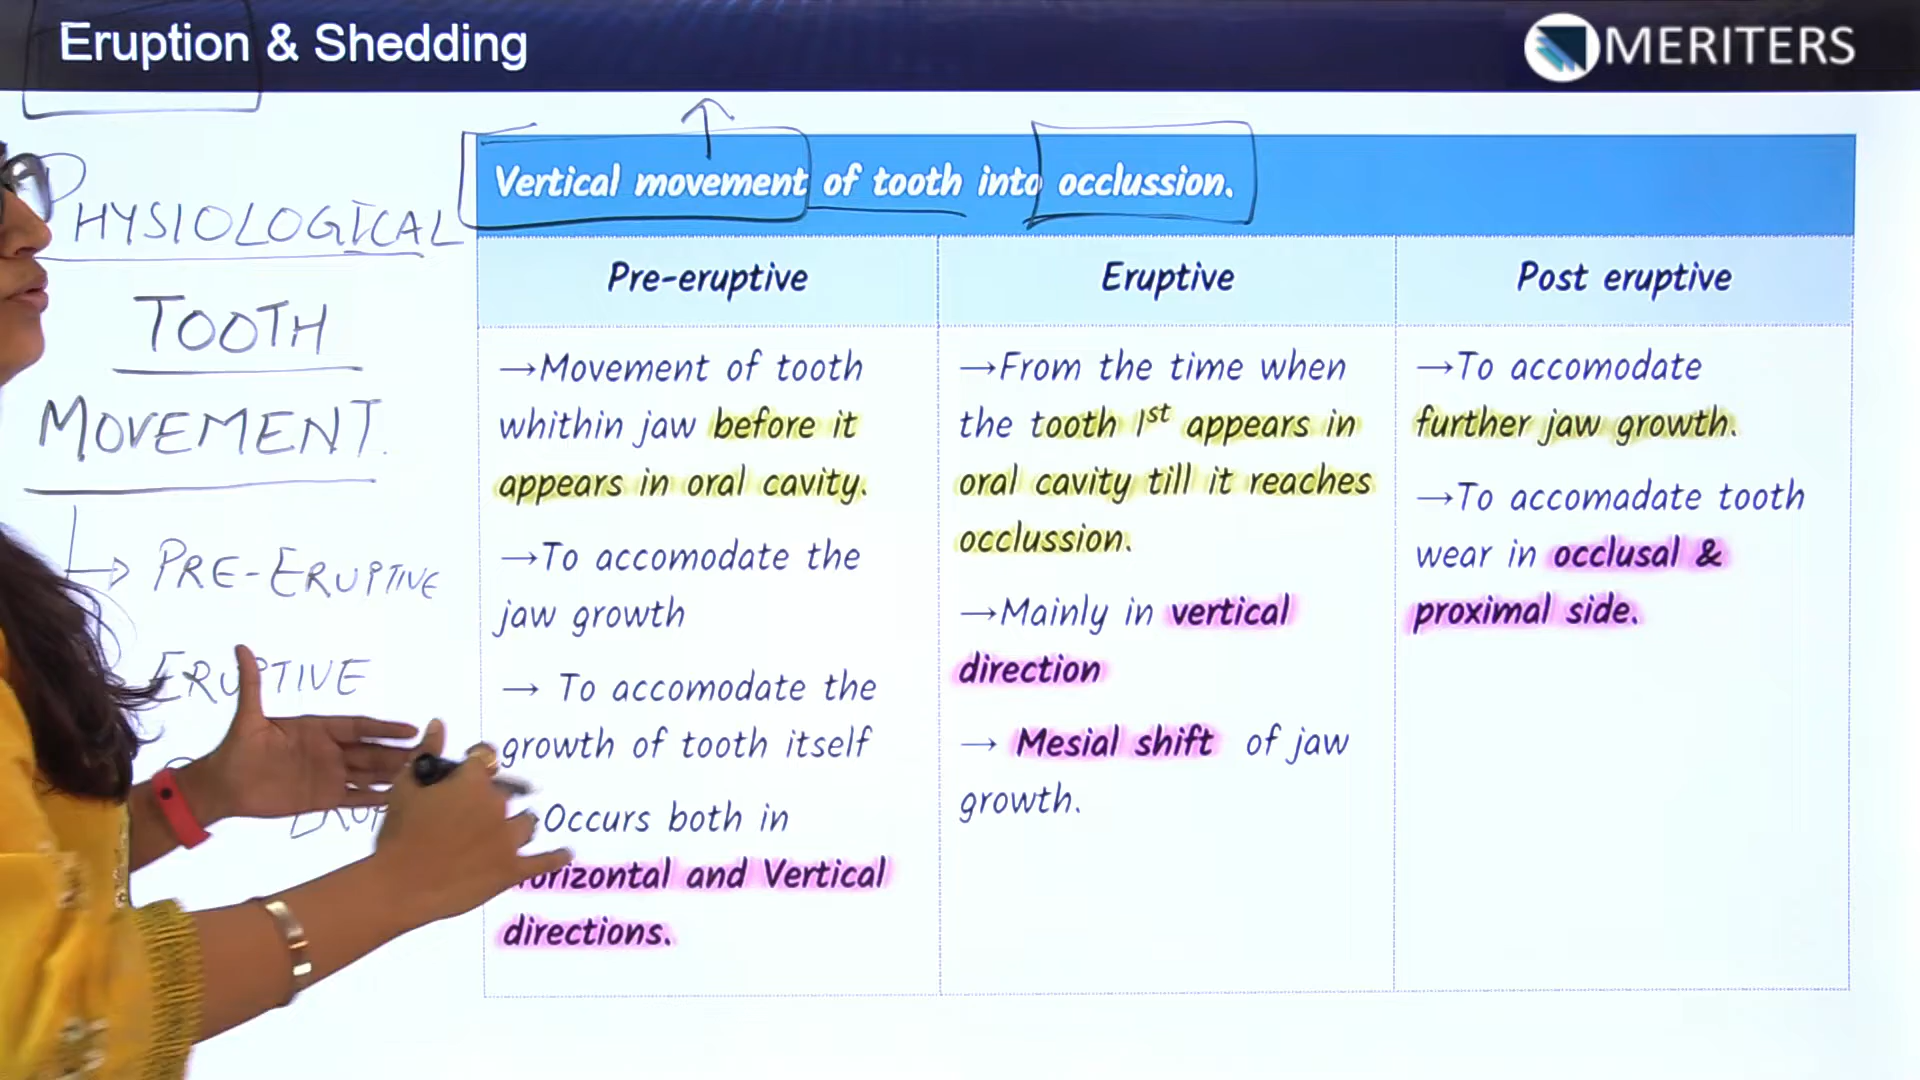 Eruption & Shedding
MERITERS
PHYSIOLOGICAL
TOOTH
MOVEMENT
PRE-ERUPTIVE
ERUPTIVE
Vertical movement of tooth into occlussion.
Pre-eruptive
→Movement of tooth
whithin jaw before it
appears in oral cavity.
→To accomodate the
jaw growth
→ To accomodate the
growth of tooth itself
Occurs both in
Horizontal and Vertical
directions.
Eruptive
→From the time when
the tooth 1st appears in
oral cavity till it reaches
occlussion.
→Mainly in vertical
direction
→ Mesial shift of jaw
growth.
Post eruptive
→To accomodate
further jaw growth.
→To accomadate tooth
wear in occlusal &
proximal side.